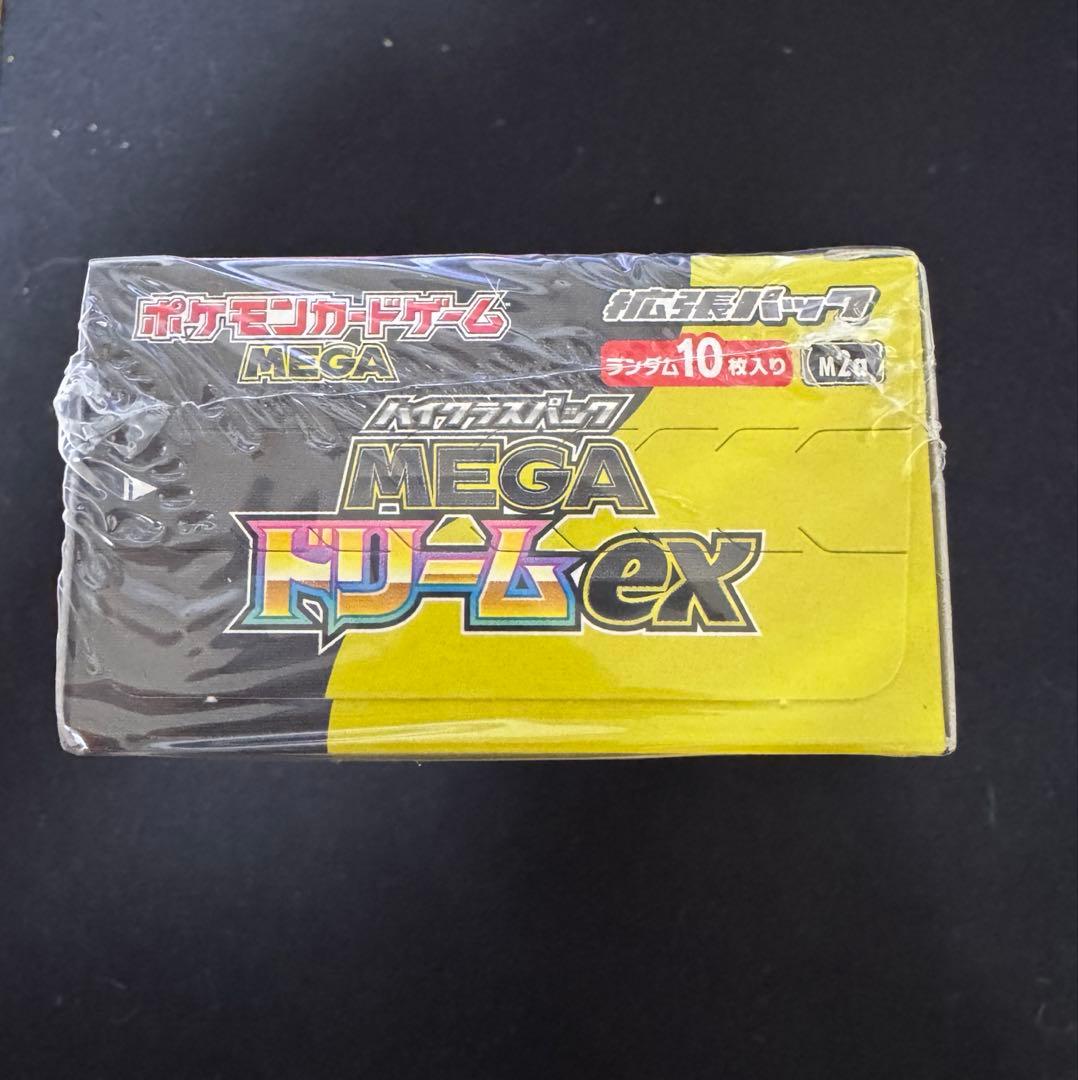 ポケモンカードゲーム
MEGA
拡張パック
ランダム10枚入り
M2a
ハイクラスパック
MEGA
ドリームex